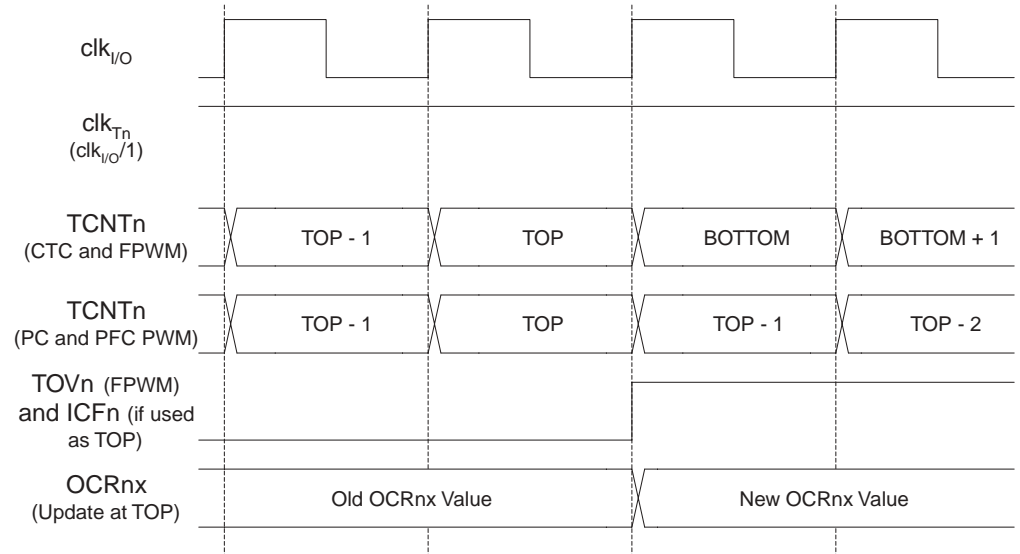 clkI/O
clkTn
(clkI/O/1)
TCNTn
(CTC and FPWM)
TOP - 1
TOP
BOTTOM
BOTTOM + 1
TCNTn
(PC and PFC PWM)
TOP - 1
TOP
TOP - 1
TOP - 2
TOVn (FPWM)
and ICFn (if used
as TOP)
OCRnx
(Update at TOP)
Old OCRnx Value
New OCRnx Value